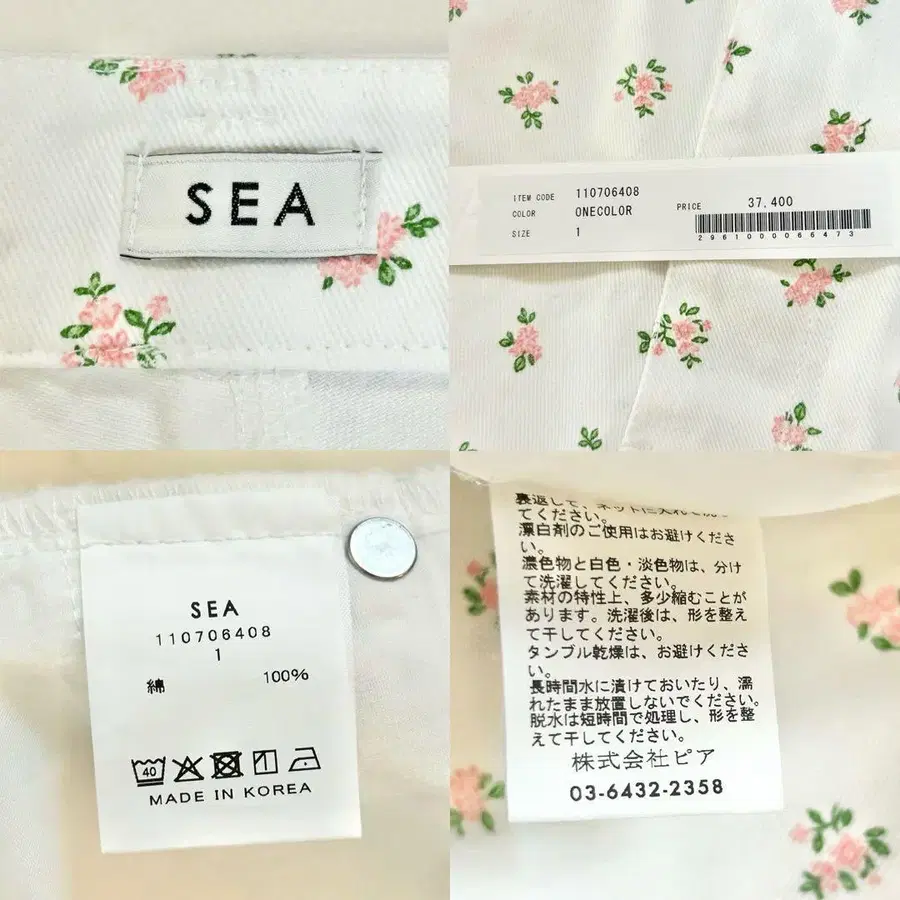 SEA
ITEM CODE 110706408
COLOR ONECOLOR
SIZE 1
PRICE 37,400
2961000066473
SEA
110706408
1
綿 100%
40
MADE IN KOREA
裏返して、ネットに入れて洗っ
てください。
漂白剤のご使用はお避けくださ
い。
濃色物と白色・淡色物は、分け
て洗濯してください。
素材の特性上、多少縮むことが
あります。洗濯後は、形を整え
て干してください。
タンブル乾燥は、お避けくださ
い。
長時間水に漬けておいたり、濡
れたまま放置しないでください。
脱水は短時間で処理し、形を整
えて干してください。
株式会社ピア
03-6432-2358